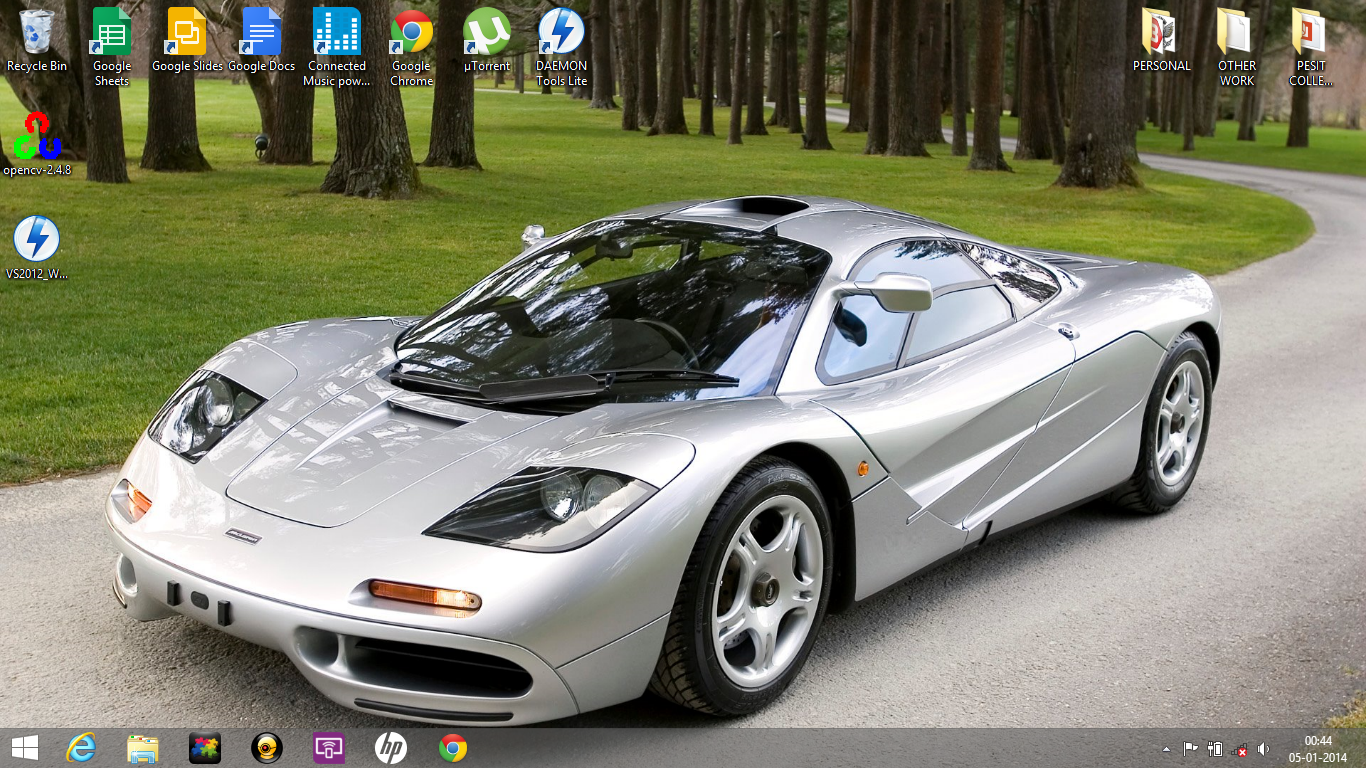 Recycle Bin
Google Sheets
Google Slides
Google Docs
Connected Music pow...
Google Chrome
µTorrent
DAEMON Tools Lite
PERSONAL
OTHER WORK
PESIT COLLE...
opencv-2.4.8
VS2012_W...
hp
00:44
05-01-2014